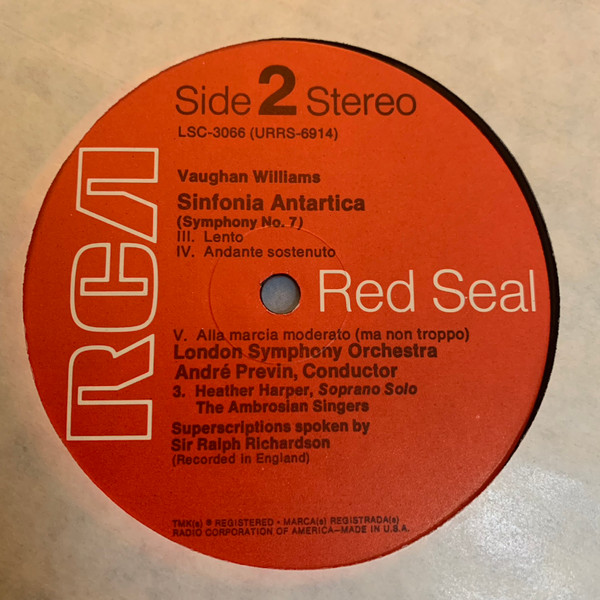 Side 2 Stereo
LSC-3066 (URRS-6914)
Vaughan Williams
Sinfonia Antartica
(Symphony No. 7)
III. Lento
IV. Andante sostenuto
RCA
Red Seal
V. Alla marcia moderato (ma non troppo)
London Symphony Orchestra
André Previn, Conductor
3. Heather Harper, Soprano Solo
The Ambrosian Singers
Superscriptions spoken by
Sir Ralph Richardson
(Recorded in England)
TMK(s) ® REGISTERED • MARCA(s) REGISTRADA(s)
RADIO CORPORATION OF AMERICA—MADE IN U.S.A.